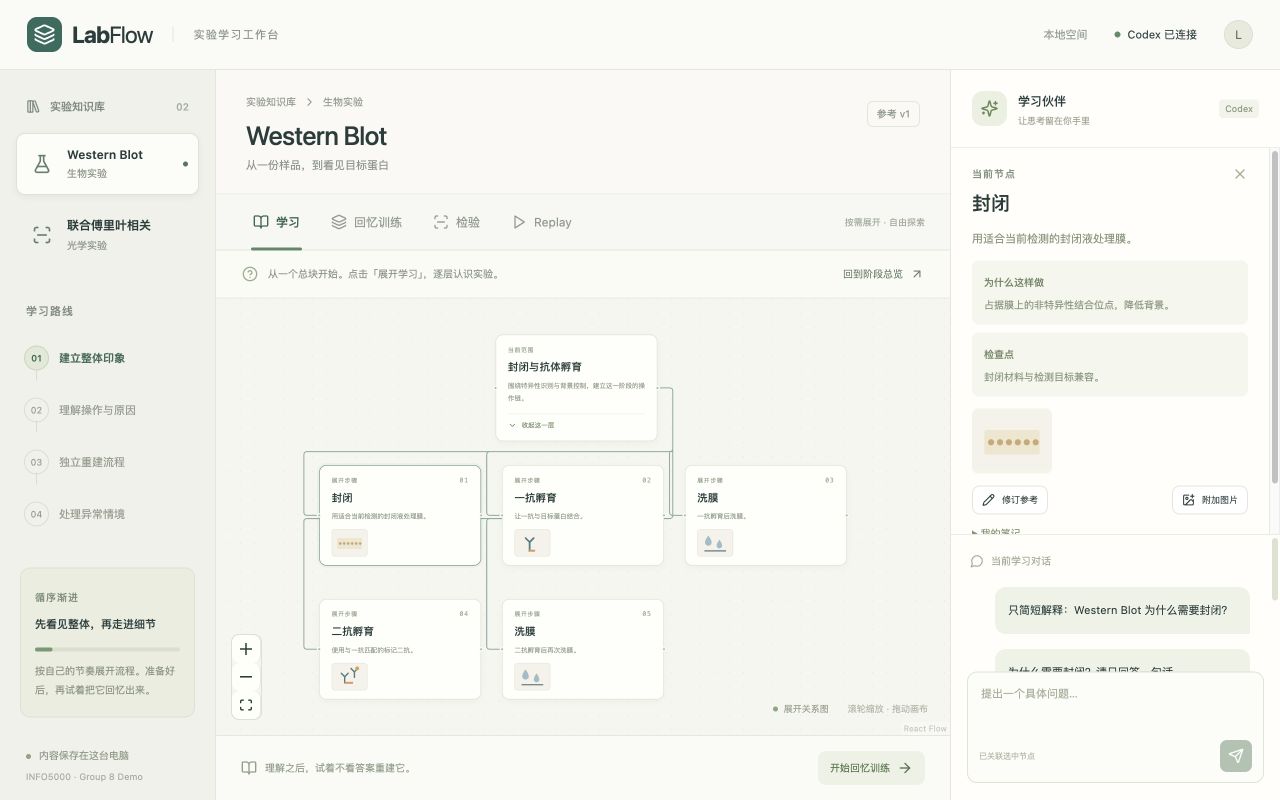 LabFlow
实验学习工作台
本地空间
Codex 已连接
L
实验知识库
02
Western Blot
生物实验
联合傅里叶相关
光学实验
学习路线
01
建立整体印象
02
理解操作与原因
03
独立重建流程
04
处理异常情境
循序渐进
先看见整体，再走进细节
按自己的节奏展开流程。准备好
后，再试着把它回忆出来。
内容保存在这台电脑
INFO5000 · Group 8 Demo
实验知识库
生物实验
Western Blot
从一份样品，到看见目标蛋白
参考 v1
学习
回忆训练
检验
Replay
按需展开 · 自由探索
从一个总块开始。点击「展开学习」，逐层认识实验。
回到阶段总览
当前范围
封闭与抗体孵育
围绕特异性识别与背景控制，建立这一阶段的操
作链。
收起这一层
展开步骤
01
封闭
用适合当前检测的封闭液处理膜。
展开步骤
02
一抗孵育
让一抗与目标蛋白结合。
展开步骤
03
洗膜
一抗孵育后洗膜。
展开步骤
04
二抗孵育
使用与一抗匹配的标记二抗。
展开步骤
05
洗膜
二抗孵育后再次洗膜。
展开关系图
滚轮缩放 · 拖动画布
React Flow
理解之后，试着不看答案重建它。
开始回忆训练
学习伙伴
让思考留在你手里
Codex
当前节点
封闭
用适合当前检测的封闭液处理膜。
为什么这样做
占据膜上的非特异性结合位点，降低背景。
检查点
封闭材料与检测目标兼容。
修订参考
附加图片
我的笔记
当前学习对话
只简短解释：Western Blot 为什么需要封闭？
为什么需要封闭？请只回答一句话
提出一个具体问题...
已关联选中节点